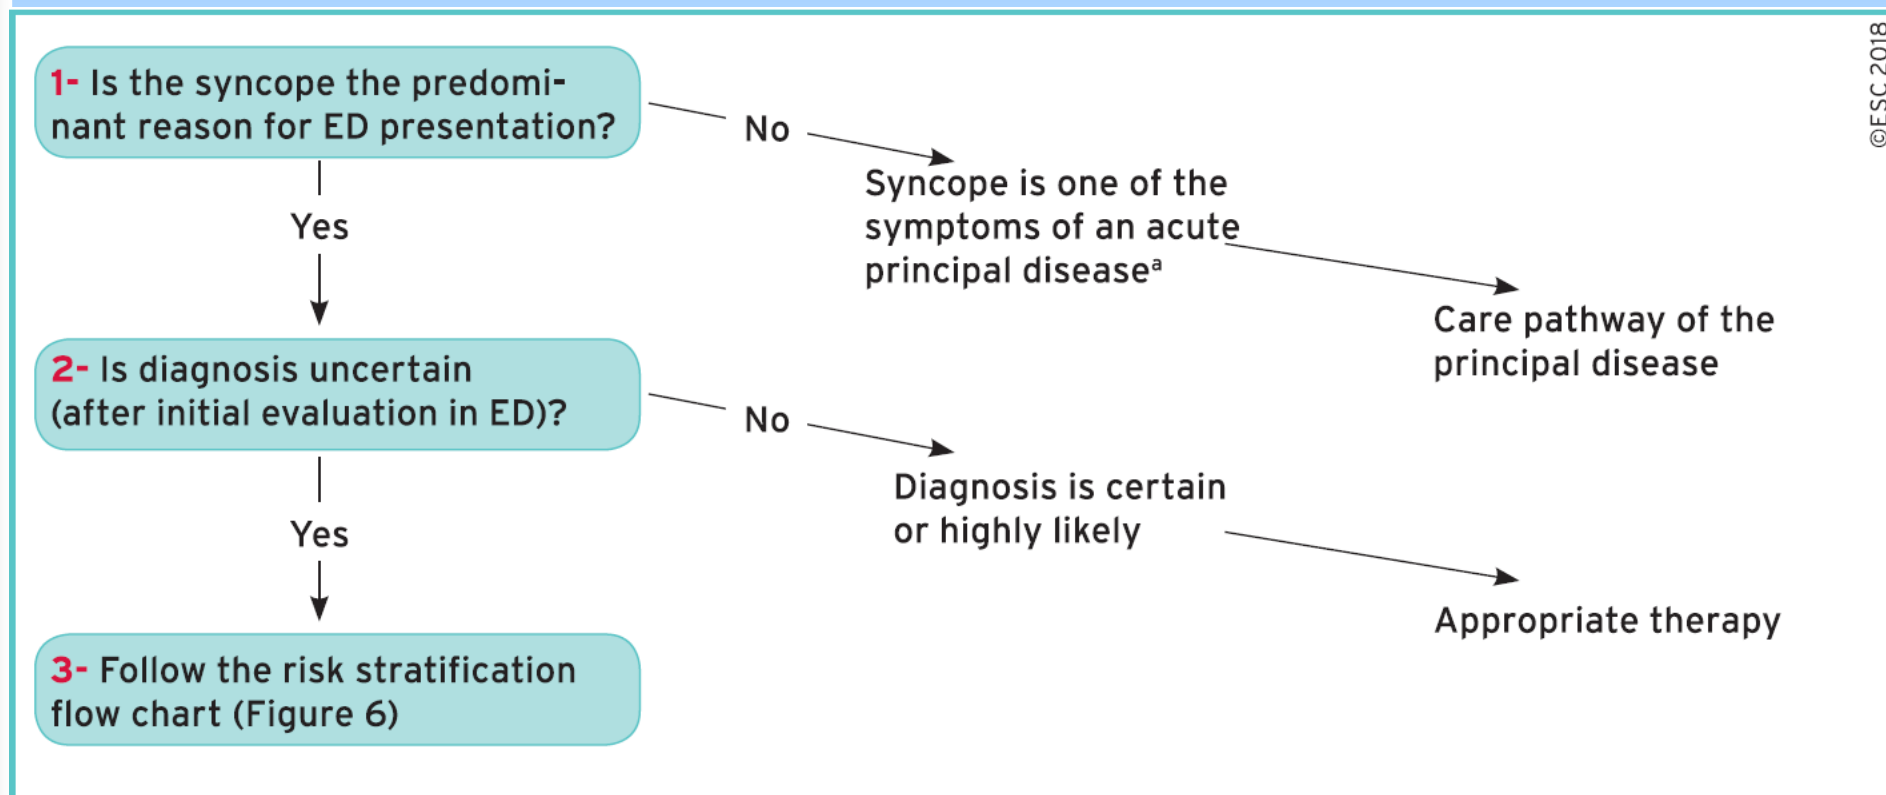 ©ESC 2018
1- Is the syncope the predomi-
nant reason for ED presentation?
No
Syncope is one of the
symptoms of an acute
principal diseaseᵃ
Yes
Care pathway of the
principal disease
2- Is diagnosis uncertain
(after initial evaluation in ED)?
No
Diagnosis is certain
or highly likely
Yes
Appropriate therapy
3- Follow the risk stratification
flow chart (Figure 6)